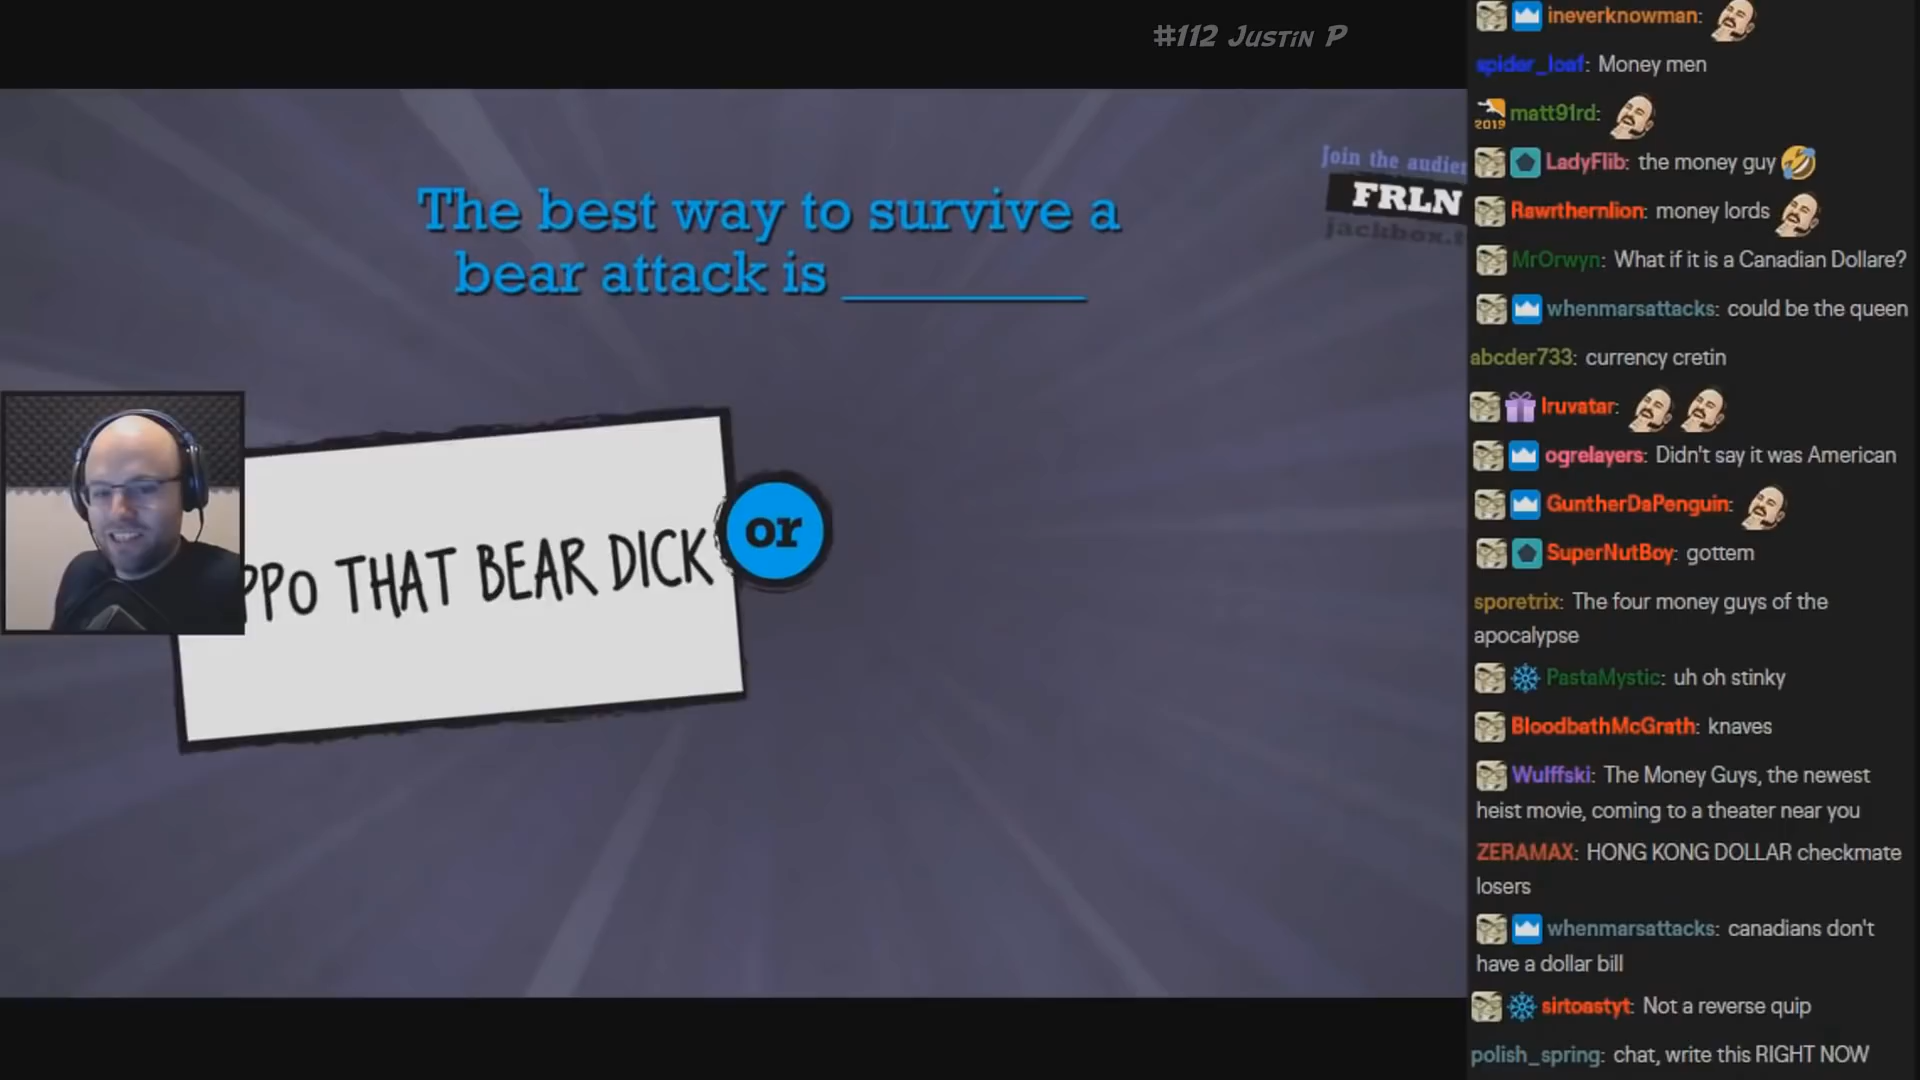 #112 Justin P
The best way to survive a
bear attack is
Join the audien
FRLN
jackbox.t
PPO THAT BEAR DICK
or
ineverknowman:
spider_loaf: Money men
2019 matt91rd:
LadyFlib: the money guy
Rawrthernlion: money lords
MrOrwyn: What if it is a Canadian Dollare?
whenmarsattacks: could be the queen
abcder733: currency cretin
Iruvatar:
ogrelayers: Didn't say it was American
GuntherDaPenguin:
SuperNutBoy: gottem
sporetrix: The four money guys of the
apocalypse
PastaMystic: uh oh stinky
BloodbathMcGrath: knaves
Wulffski: The Money Guys, the newest
heist movie, coming to a theater near you
ZERAMAX: HONG KONG DOLLAR checkmate
losers
whenmarsattacks: canadians don't
have a dollar bill
sirtoastyt: Not a reverse quip
polish_spring: chat, write this RIGHT NOW